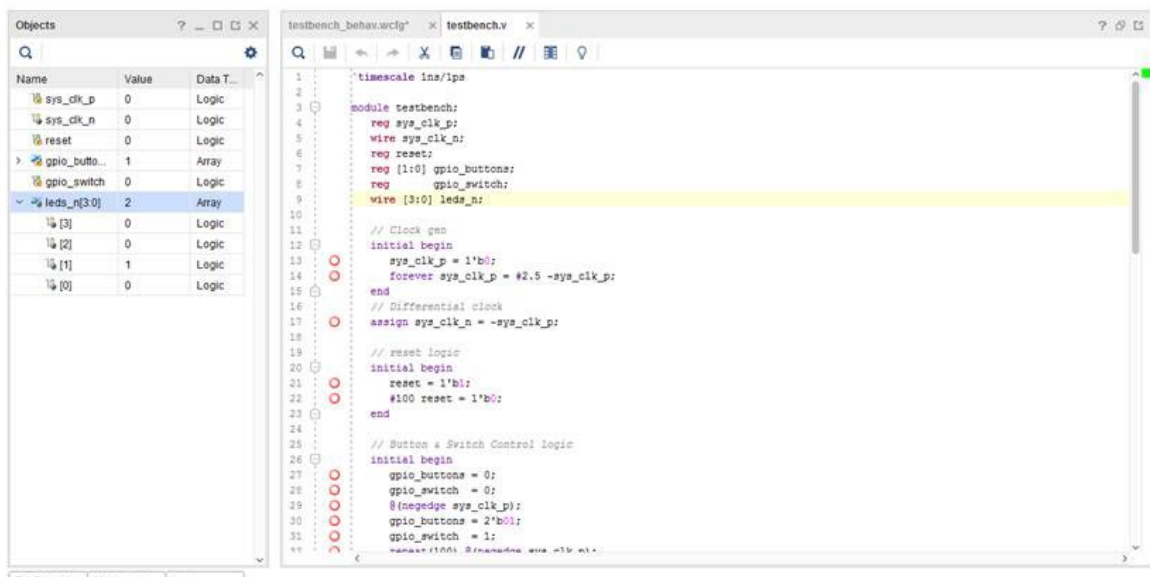 Objects
? _
Name Value Data T...
sys_clk_p 0 Logic
sys_clk_n 0 Logic
reset 0 Logic
gpio_butto... 1 Array
gpio_switch 0 Logic
leds_n[3:0] 2 Array
[3] 0 Logic
[2] 0 Logic
[1] 1 Logic
[0] 0 Logic
testbench_behav.wcfg* × testbench.v ×
?
1 `timescale 1ns/1ps
2
3 module testbench;
4 reg sys_clk_p;
5 wire sys_clk_n;
6 reg reset;
7 reg [1:0] gpio_buttons;
8 reg gpio_switch;
9 wire [3:0] leds_n;
10
11 // Clock gen
12 initial begin
13 sys_clk_p = 1'b0;
14 forever sys_clk_p = #2.5 ~sys_clk_p;
15 end
16 // Differential clock
17 assign sys_clk_n = ~sys_clk_p;
18
19 // reset logic
20 initial begin
21 reset = 1'b1;
22 #100 reset = 1'b0;
23 end
24
25 // Button & Switch Control logic
26 initial begin
27 gpio_buttons = 0;
28 gpio_switch = 0;
29 @(negedge sys_clk_p);
30 gpio_buttons = 2'b01;
31 gpio_switch = 1;
repeat(100) @(negedge sys_clk_p);